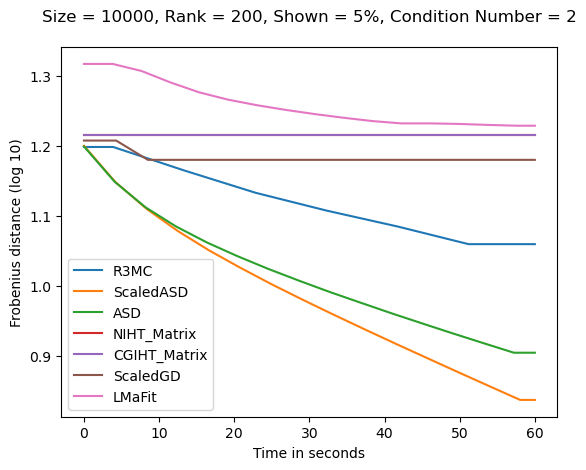 Size = 10000, Rank = 200, Shown = 5%, Condition Number = 2
Frobenius distance (log 10)
1.3
1.2
1.1
1.0
0.9
R3MC
ScaledASD
ASD
NIHT_Matrix
CGIHT_Matrix
ScaledGD
LMaFit
0 10 20 30 40 50 60
Time in seconds